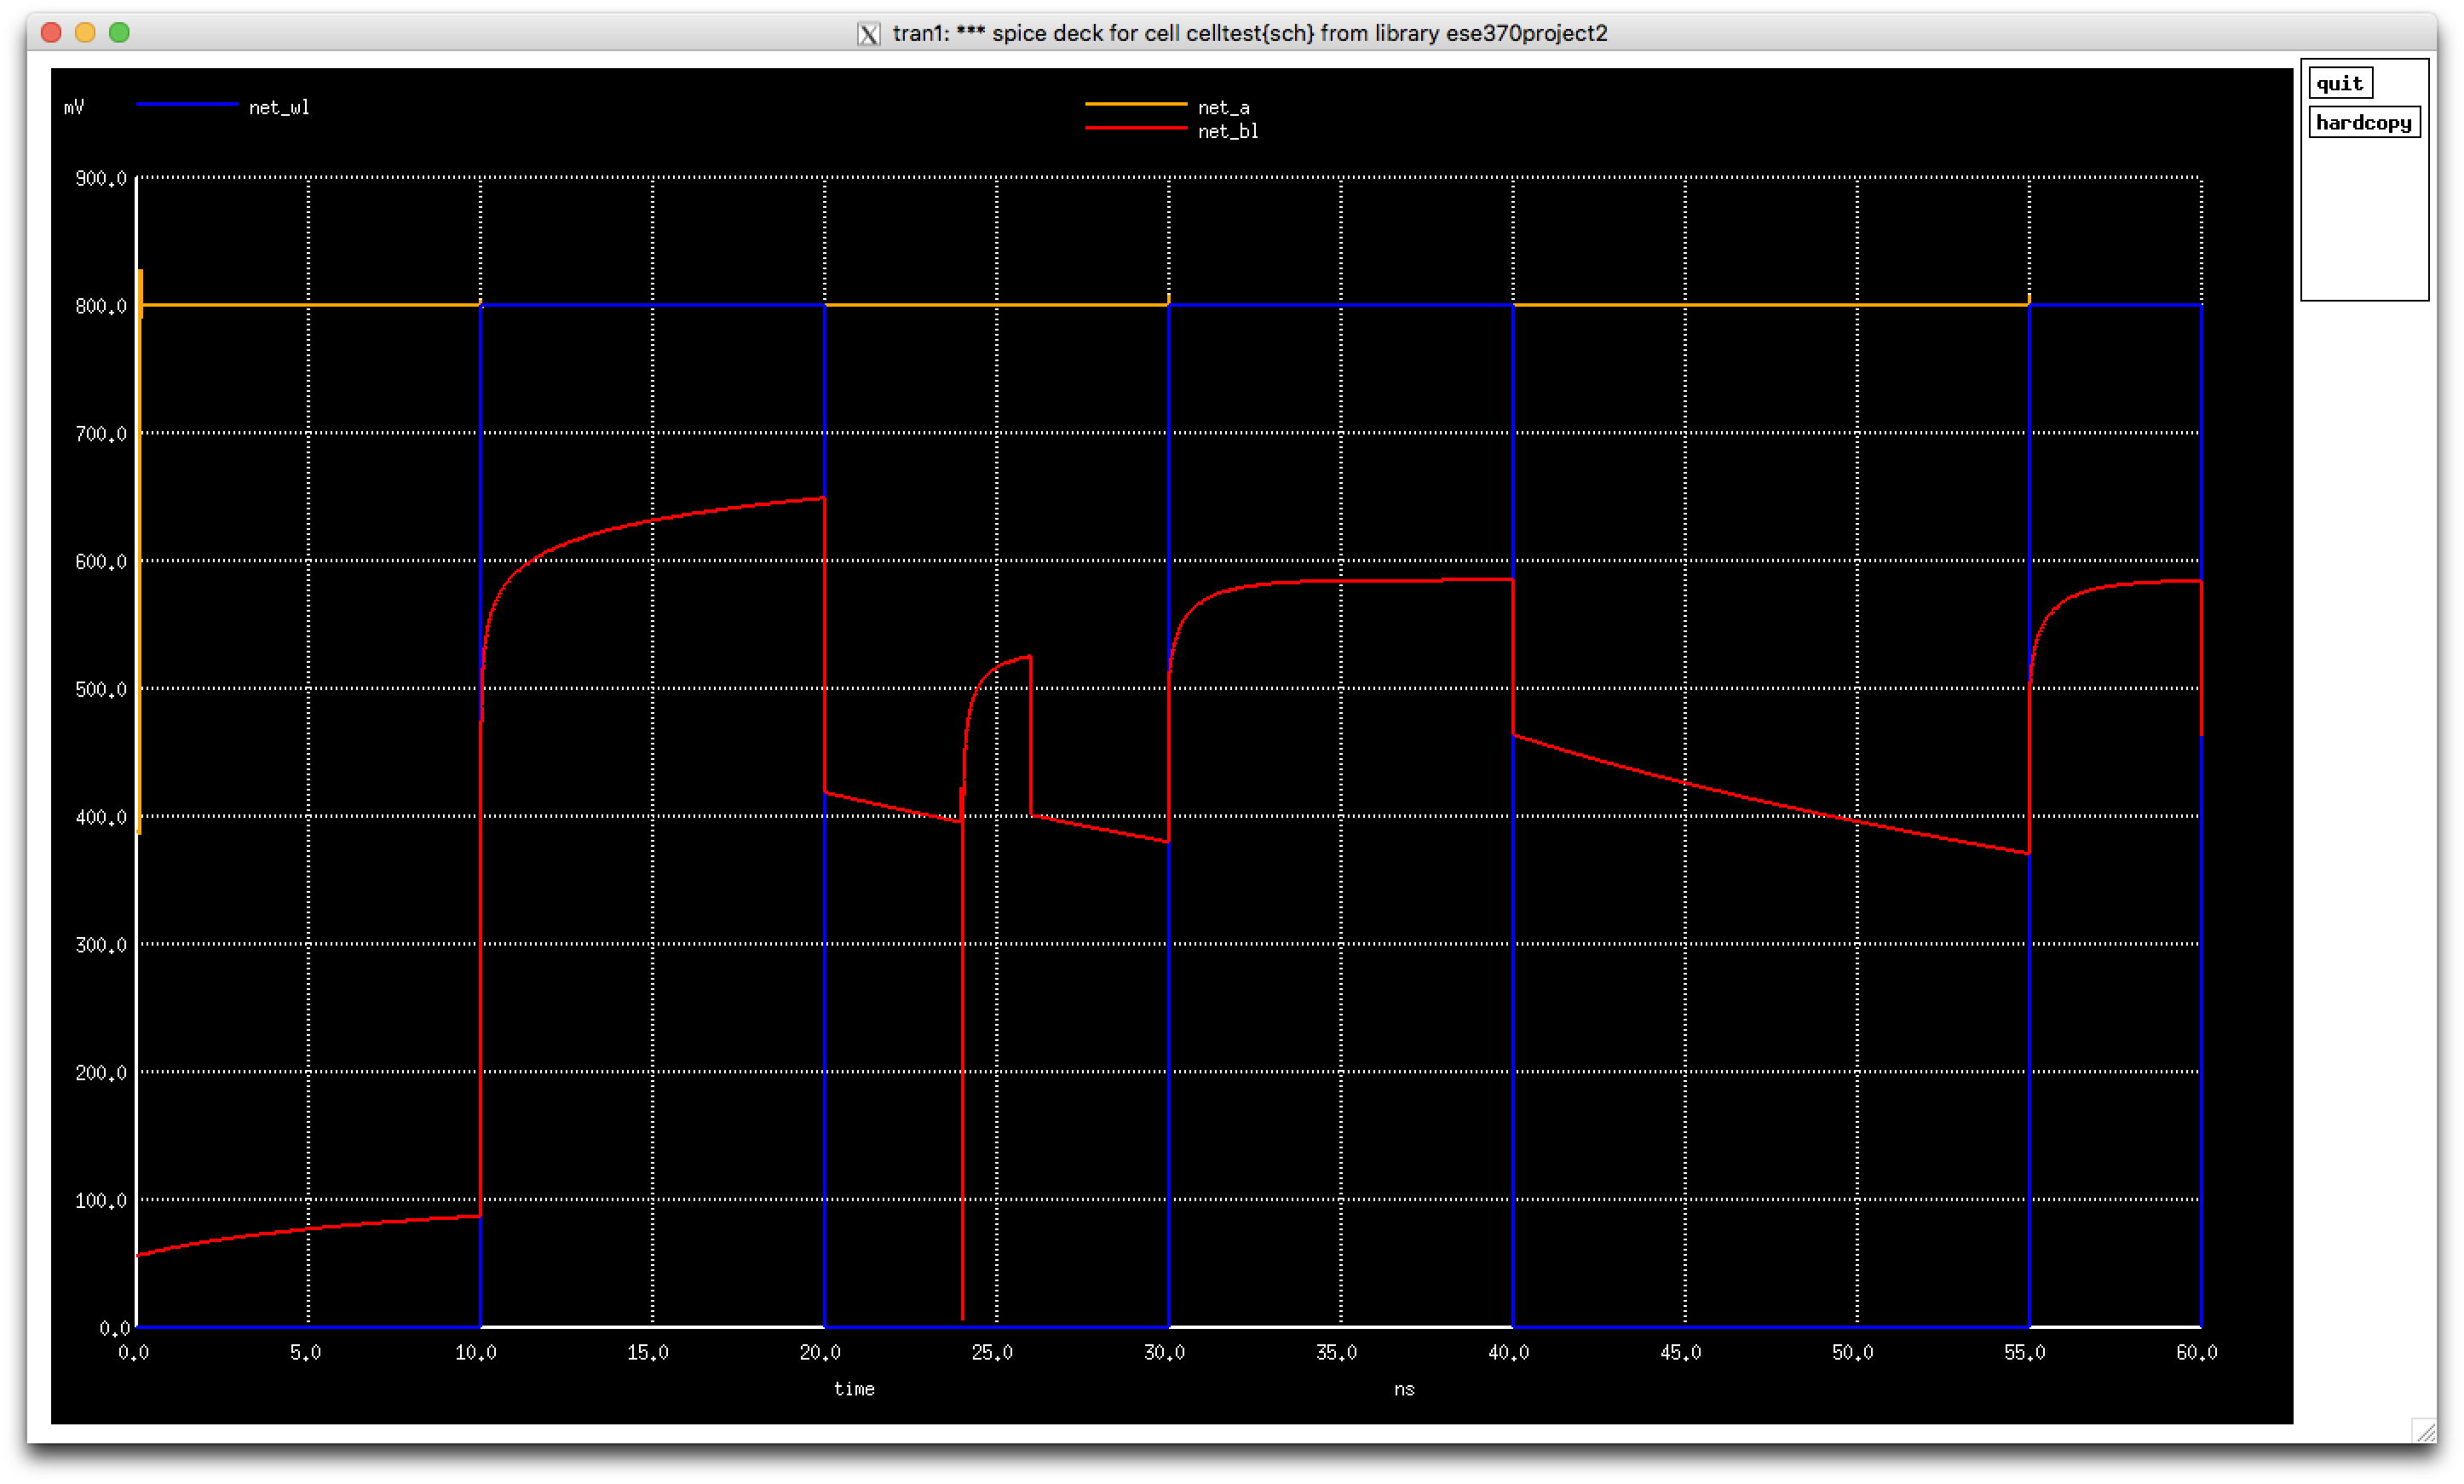 tran1: *** spice deck for cell celltest{sch} from library ese370project2
quit
hardcopy
mV
net_wl
net_a
net_bl
900.0
800.0
700.0
600.0
500.0
400.0
300.0
200.0
100.0
0.0
0.0 5.0 10.0 15.0 20.0 25.0 30.0 35.0 40.0 45.0 50.0 55.0 60.0
time ns